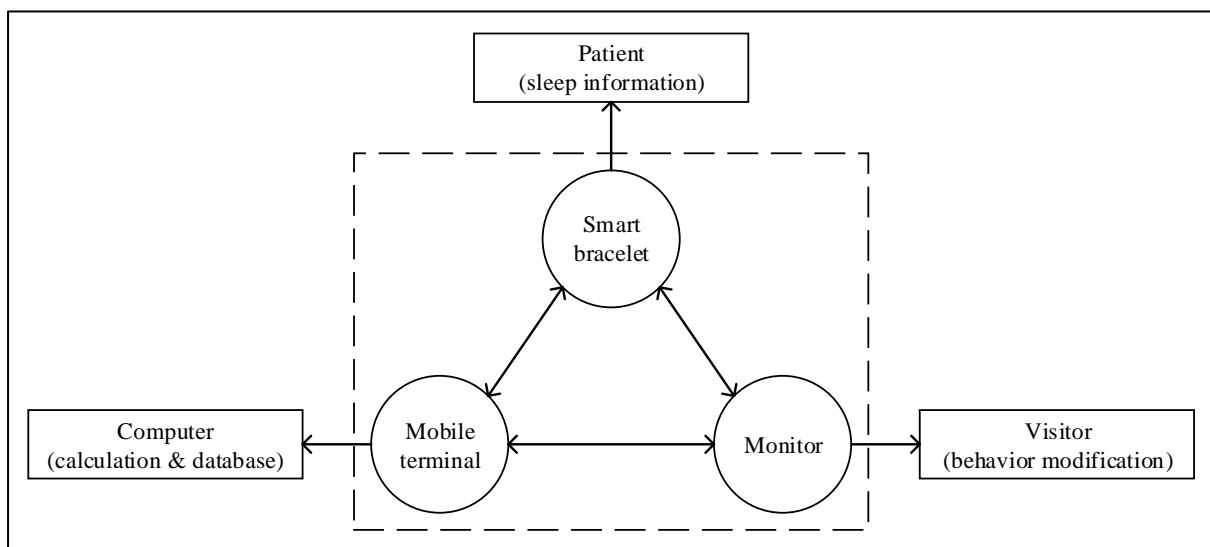 Patient
(sleep information)
Smart
bracelet
Computer
(calculation & database)
Mobile
terminal
Monitor
Visitor
(behavior modification)